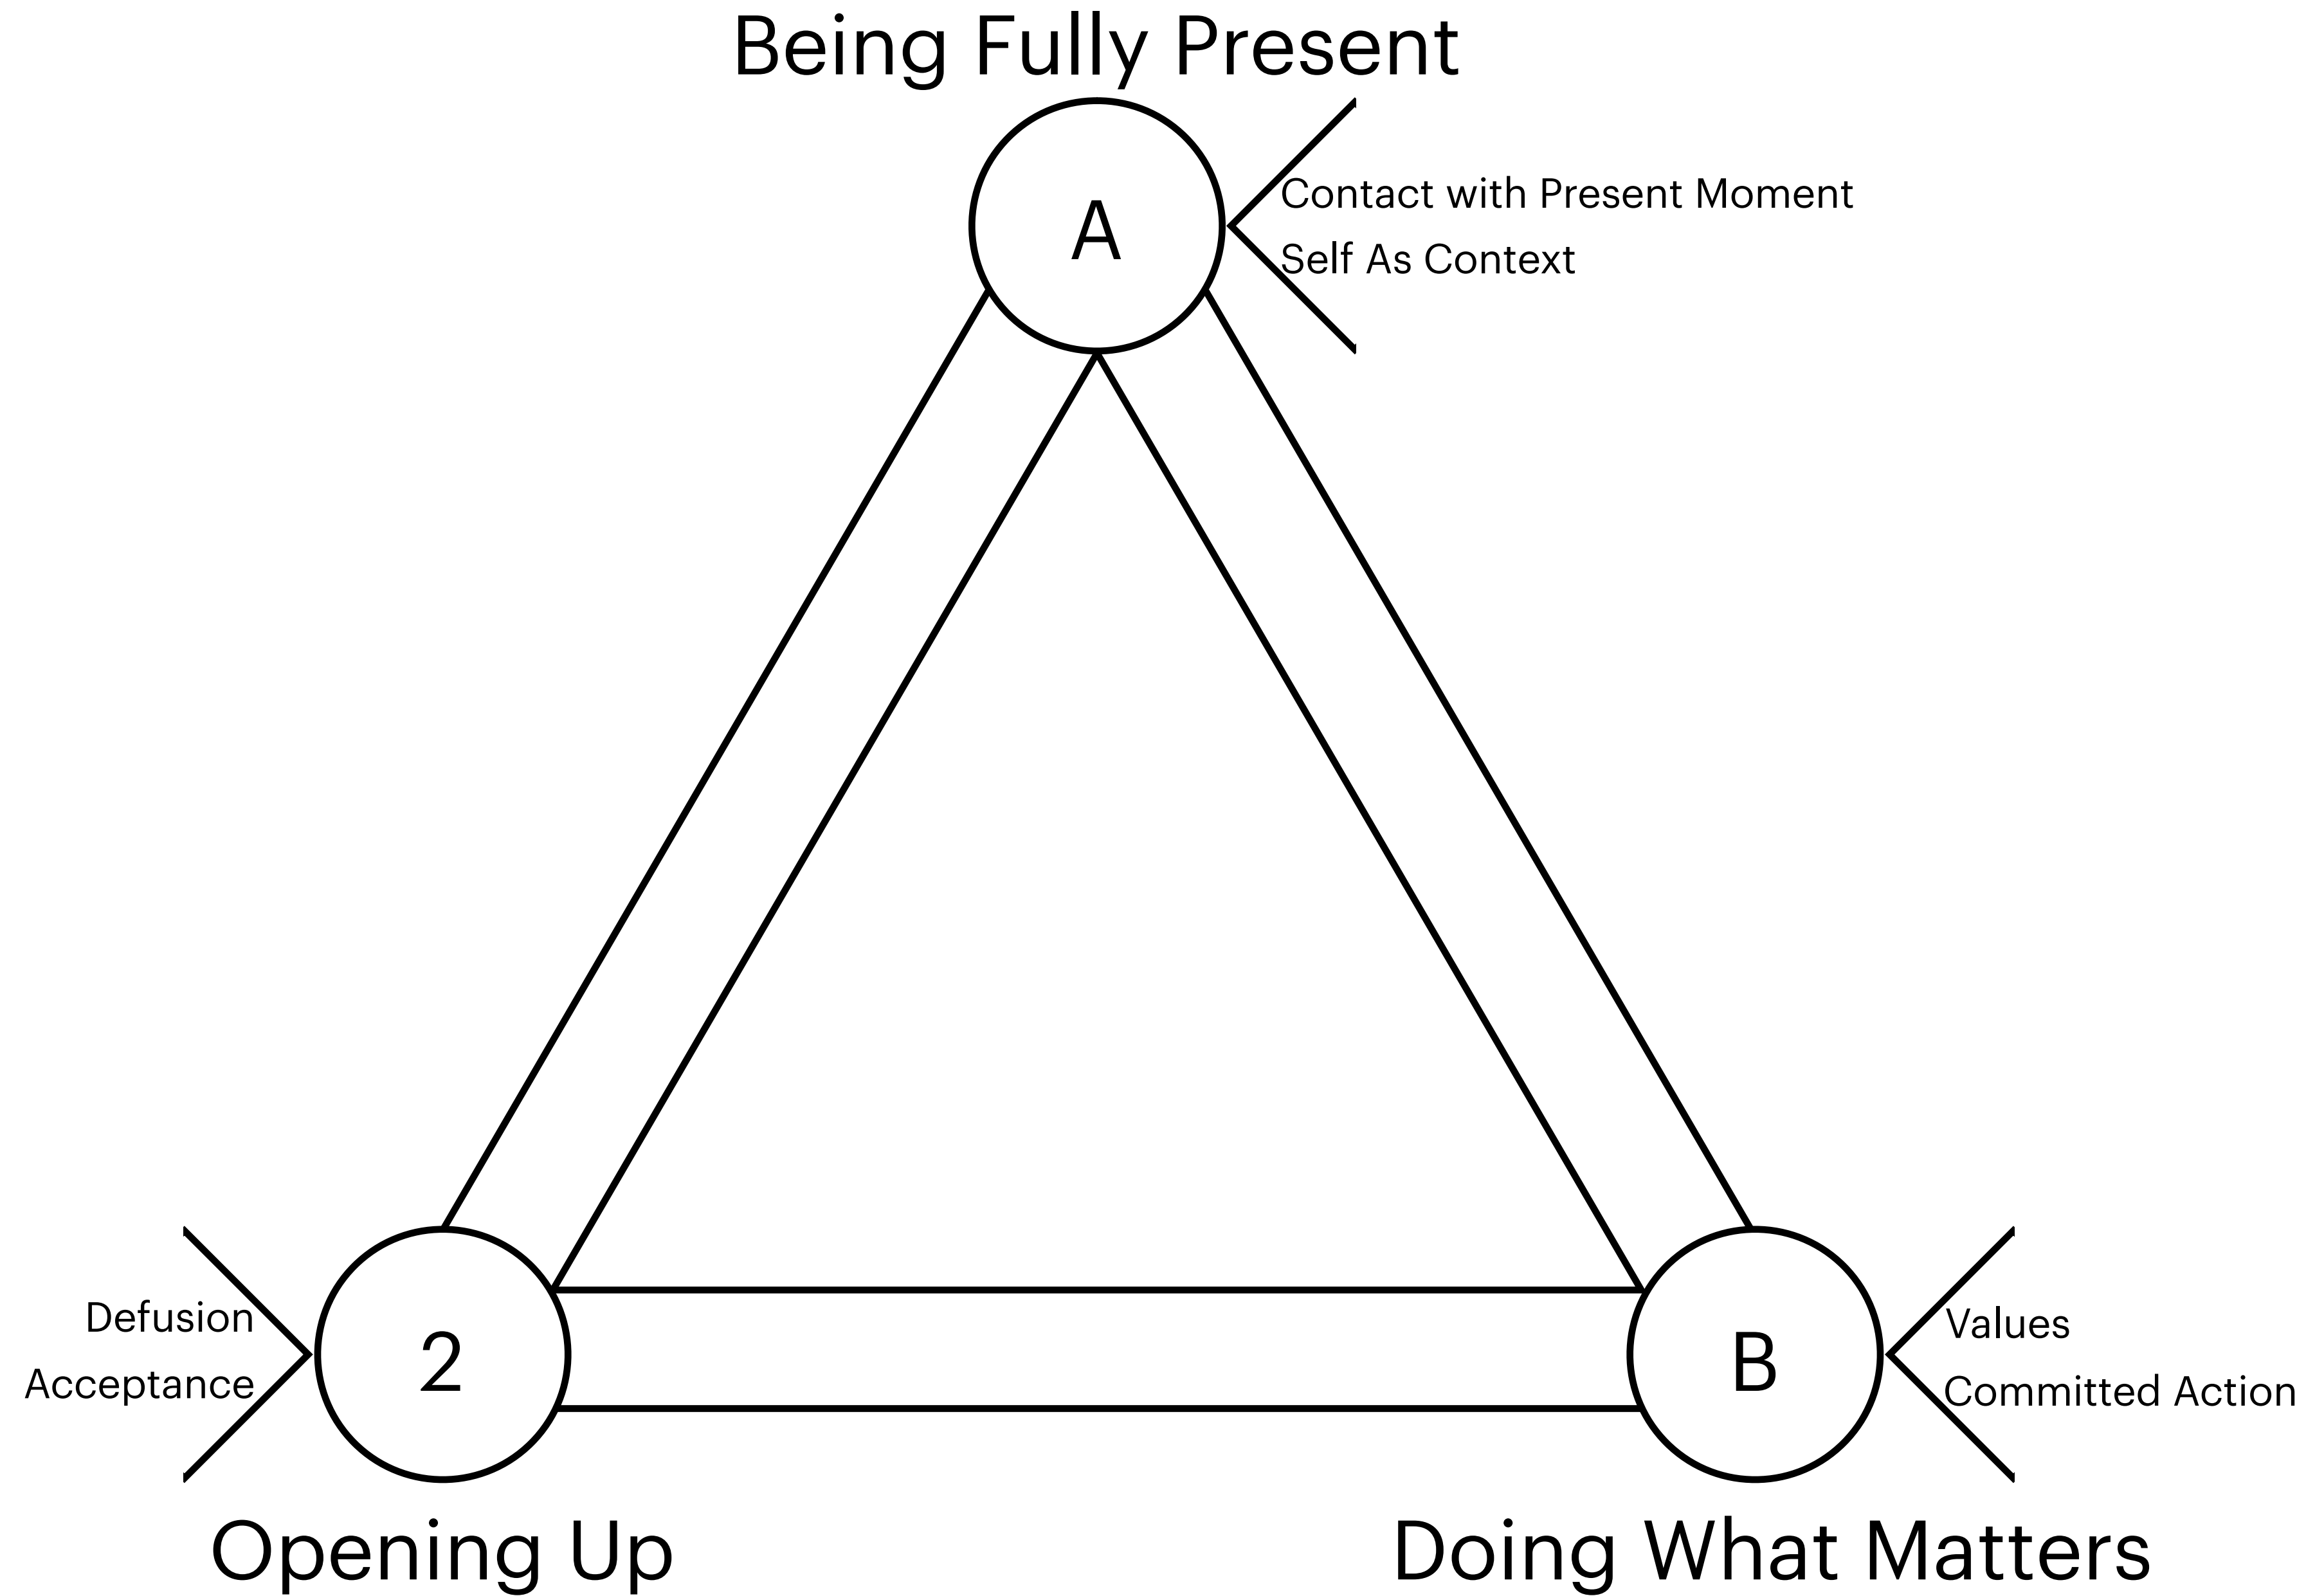 Being Fully Present
A
Contact with Present Moment
Self As Context
Defusion
Acceptance
2
B
Values
Committed Action
Opening Up
Doing What Matters